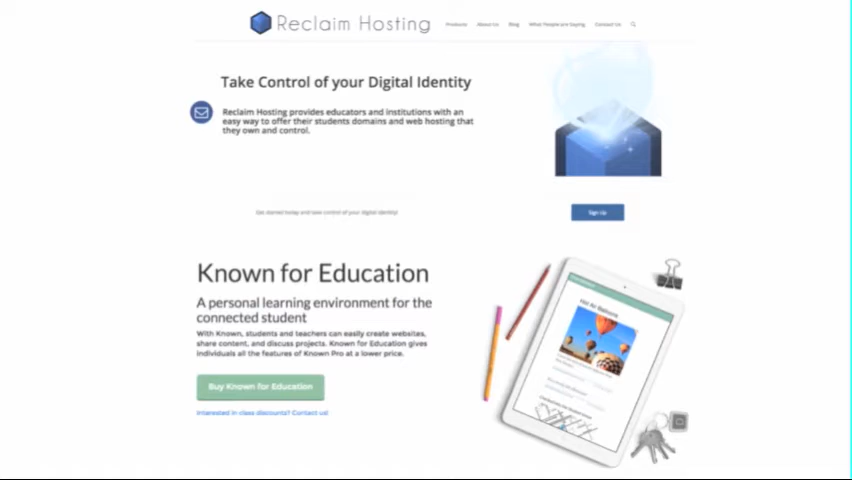 Reclaim Hosting
Products About Us Blog What People are Saying Contact Us
Take Control of your Digital Identity
Reclaim Hosting provides educators and institutions with an
easy way to offer their students domains and web hosting that
they own and control.
Get started today and take control of your digital identity!
Sign Up
Known for Education
A personal learning environment for the
connected student
With Known, students and teachers can easily create websites,
share content, and discuss projects. Known for Education gives
individuals all the features of Known Pro at a lower price.
Hot Air Balloons
Buy Known for Education
Interested in class discounts? Contact us!